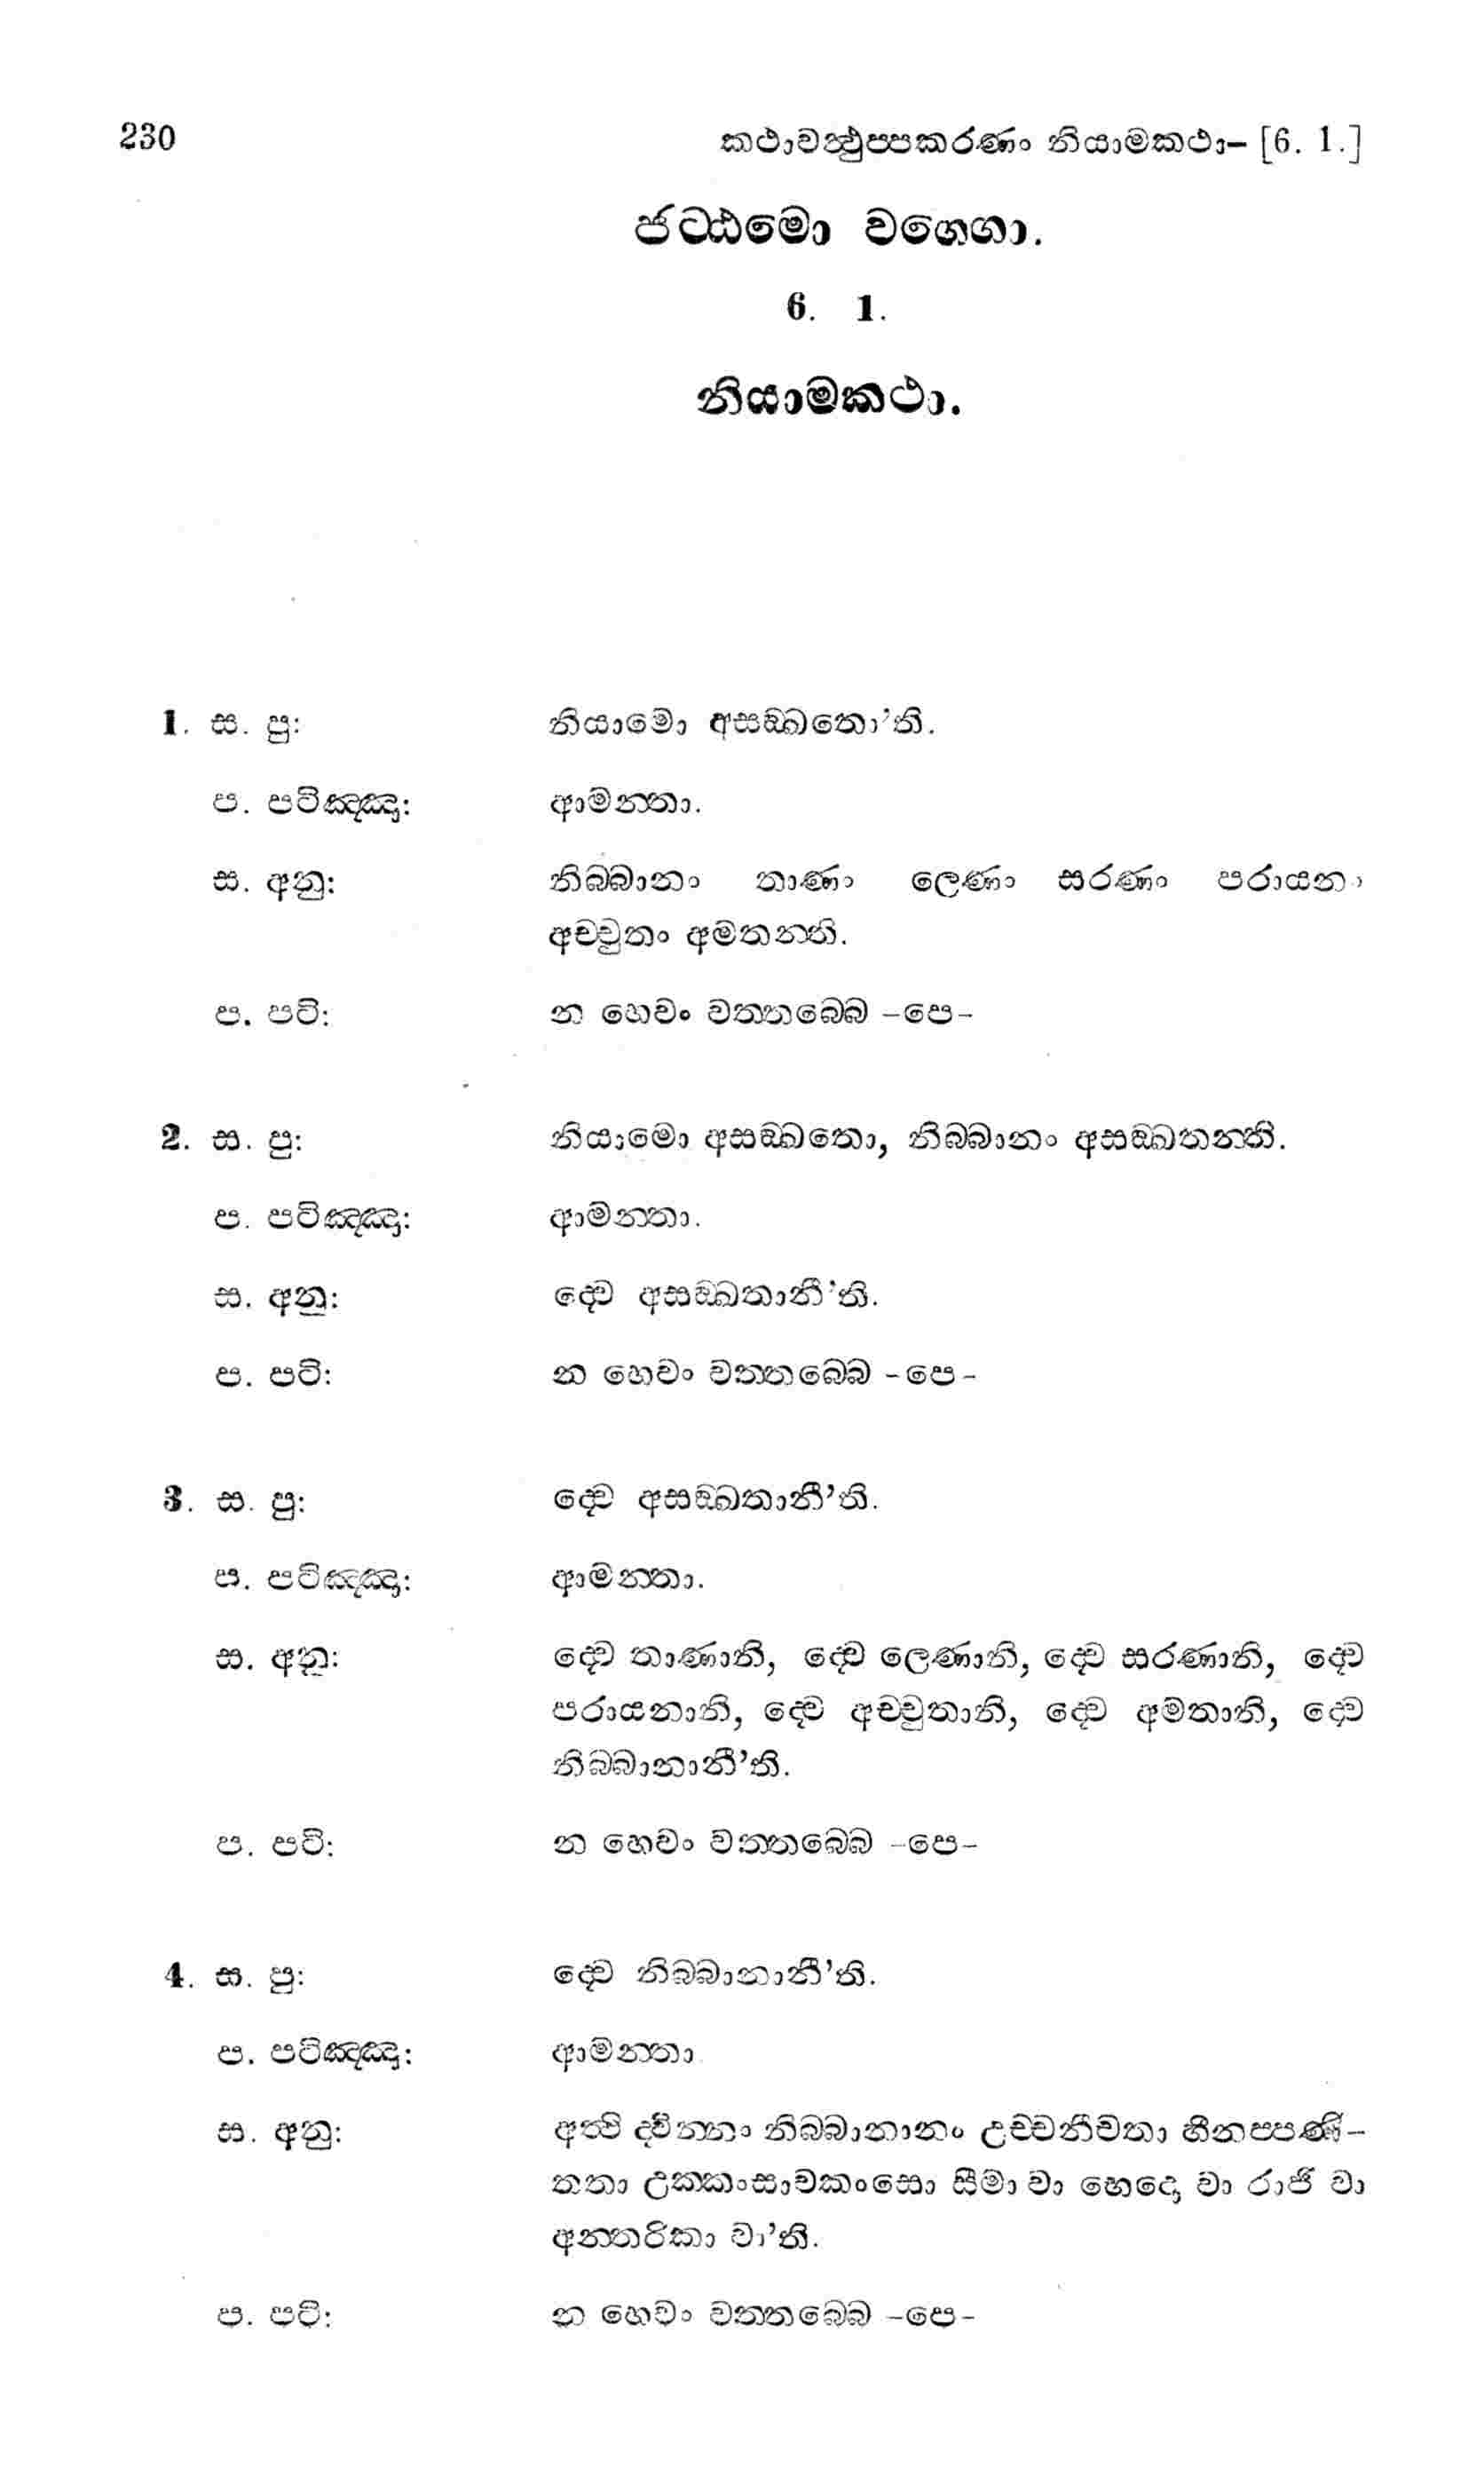 230 කථාවත්‍ථුප්පකරණං නියාමකථා- [6. 1.]
ඡට්ඨමො වග්ගො.
6. 1.
නියාමකථා.
1. ස. පු: නියාමො අසඞ්ඛතො'ති.
ප. පටිඤ්ඤා: ආමන්තා.
ස. අනු: නිබ්බානං තාණං ලෙණං සරණං පරායනං
අච්චුතං අමතන්ති.
ප. පටි: න හෙවං වත්තබ්බෙ -පෙ-
2. ස. පු: නියාමො අසඞ්ඛතො, නිබ්බානං අසඞ්ඛතන්ති.
ප. පටිඤ්ඤා: ආමන්තා.
ස. අනු: ද්‍වෙ අසඞ්ඛතානී'ති.
ප. පටි: න හෙවං වත්තබ්බෙ -පෙ-
3. ස. පු: ද්‍වෙ අසඞ්ඛතානී'ති.
ප. පටිඤ්ඤා: ආමන්තා.
ස. අනු: ද්‍වෙ තාණානි, ද්‍වෙ ලෙණානි, ද්‍වෙ සරණානි, ද්‍වෙ
පරායනානි, ද්‍වෙ අච්චුතානි, ද්‍වෙ අමතානි, ද්‍වෙ
නිබ්බානානී'ති.
ප. පටි: න හෙවං වත්තබ්බෙ -පෙ-
4. ස. පු: ද්‍වෙ නිබ්බානානී'ති.
ප. පටිඤ්ඤා: ආමන්තා.
ස. අනු: අත්‍ථි ද්‍වින්නං නිබ්බානානං උච්චනීචතා හීනප්පණී-
තතා උක්කංසාවකංසො සීමා වා භෙදො වා රාජි වා
අන්තරිකා වා'ති.
ප. පටි: න හෙවං වත්තබ්බෙ -පෙ-